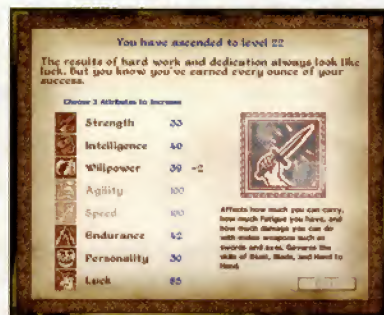 You have ascended to level 22
The results of hard work and dedication always look like
luck. But you know you've earned every ounce of your
success.
Choose 3 Attributes to Increase
Strength 33
Intelligence 40
Willpower 39 +2
Agility 100
Speed 100
Endurance 42
Personality 30
Luck 65
Affects how much you can carry,
how much Fatigue you have, and
how much damage you can do
with melee weapons such as
swords and axes. Governs the
skills of Blunt, Blade, and Hand to
Hand.